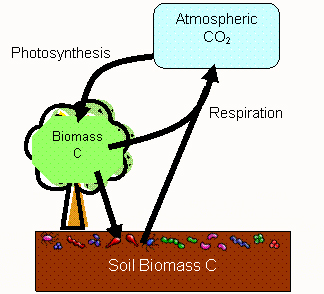 Atmospheric
CO₂
Photosynthesis
Respiration
Biomass
C
Soil Biomass C